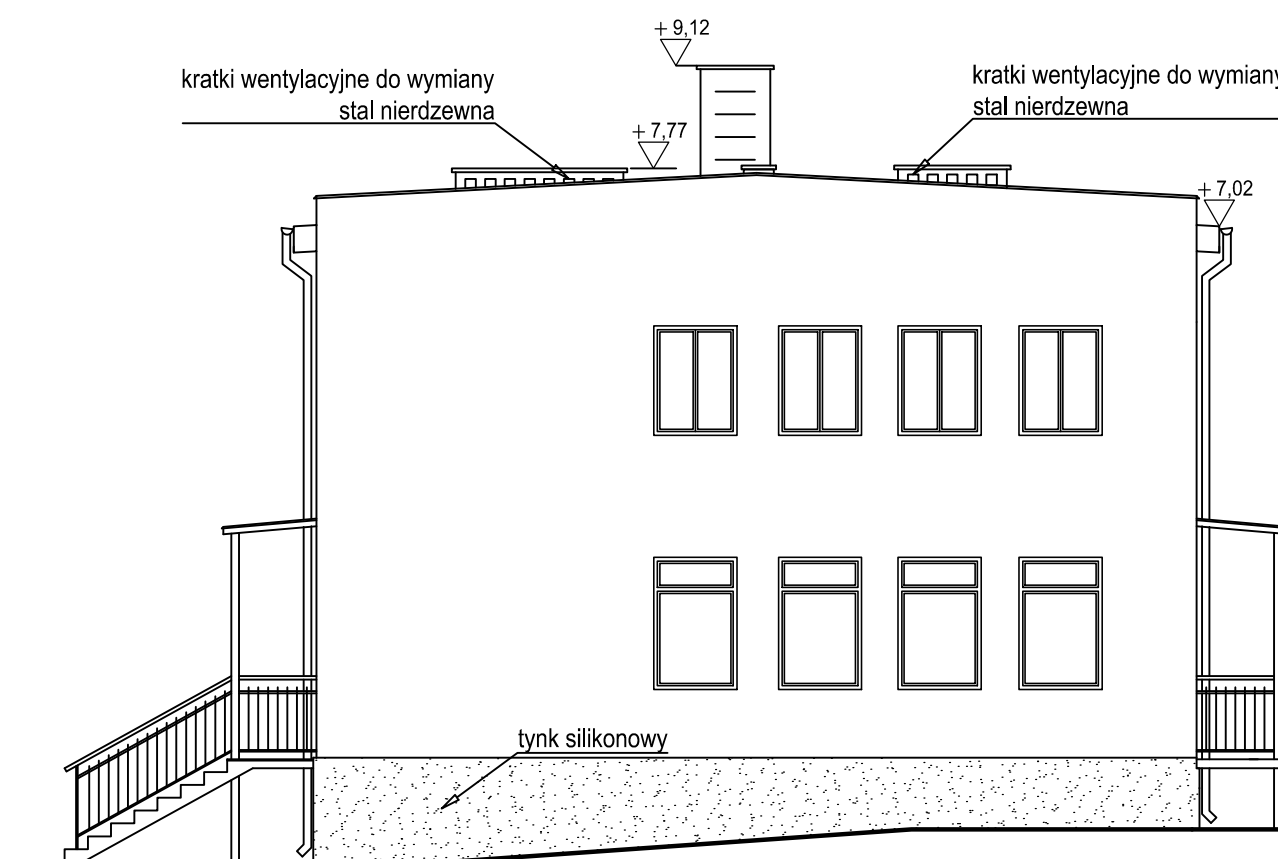 + 9,12
kratki wentylacyjne do wymiany
stal nierdzewna
kratki wentylacyjne do wymiany
stal nierdzewna
+ 7,77
+ 7,02
tynk silikonowy